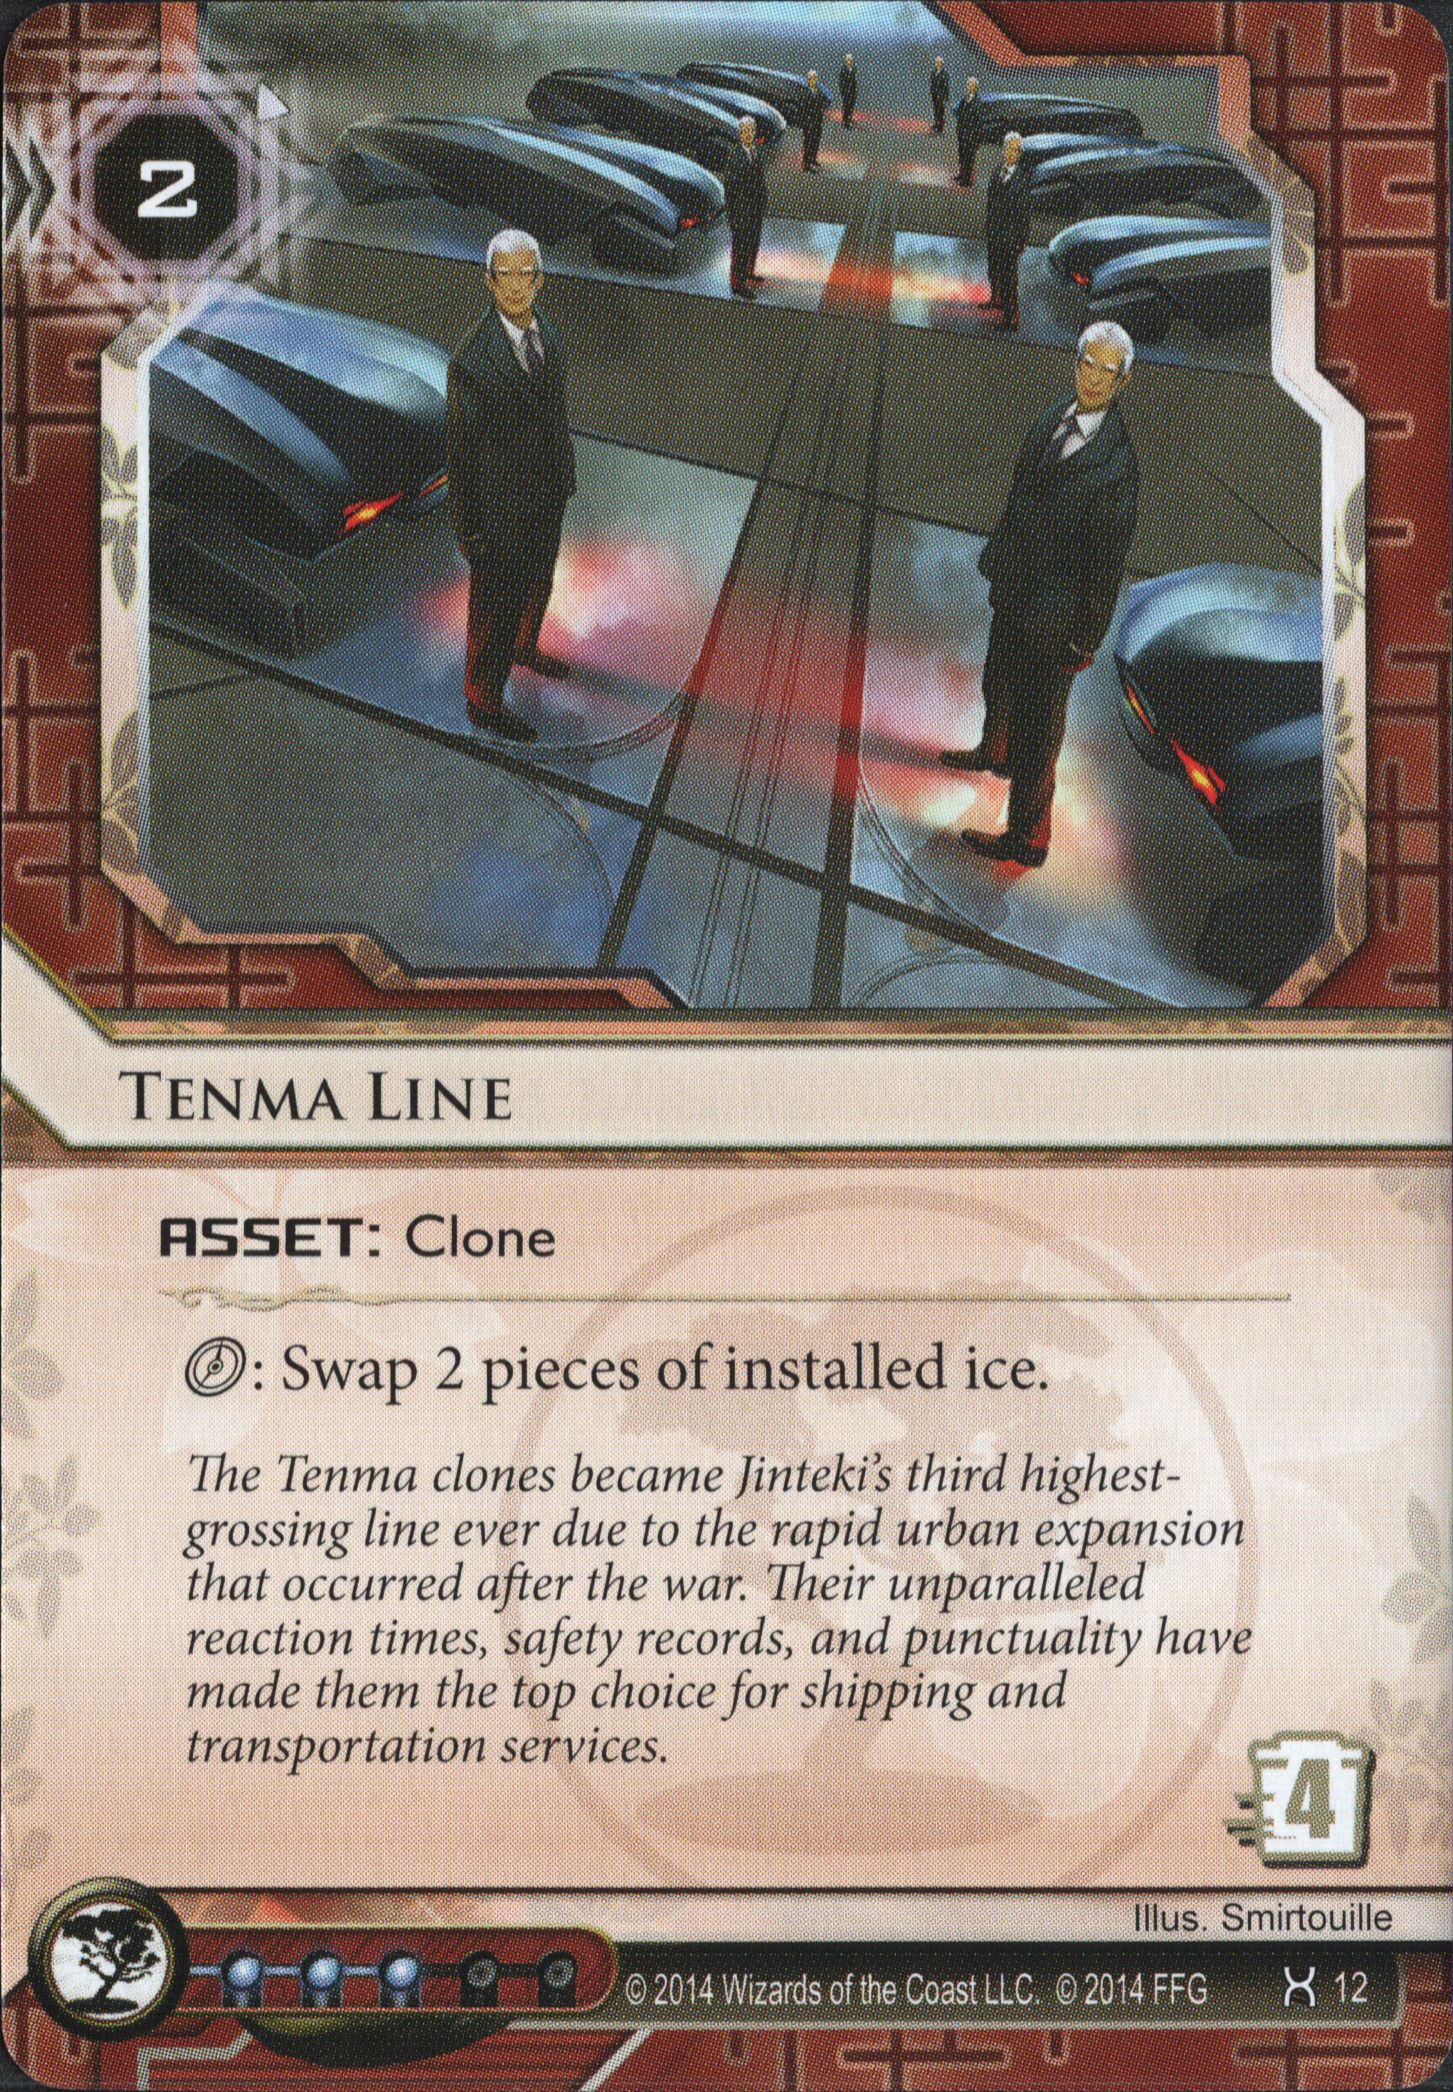 2
TENMA LINE
ASSET: Clone
: Swap 2 pieces of installed ice.
The Tenma clones became Jinteki's third highest-
grossing line ever due to the rapid urban expansion
that occurred after the war. Their unparalleled
reaction times, safety records, and punctuality have
made them the top choice for shipping and
transportation services.
4
Illus. Smirtouille
© 2014 Wizards of the Coast LLC. © 2014 FFG
12